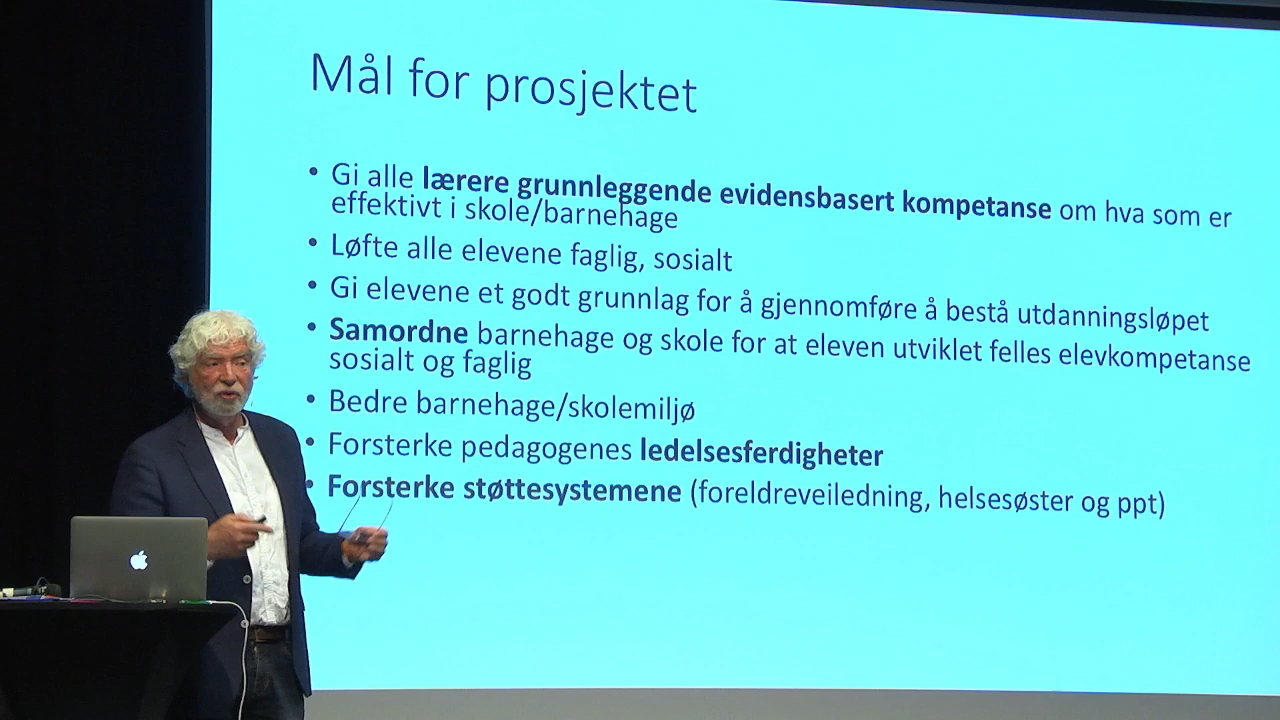 Mål for prosjektet
• Gi alle lærere grunnleggende evidensbasert kompetanse om hva som er
effektivt i skole/barnehage
• Løfte alle elevene faglig, sosialt
• Gi elevene et godt grunnlag for å gjennomføre å bestå utdanningsløpet
• Samordne barnehage og skole for at eleven utviklet felles elevkompetanse
sosialt og faglig
• Bedre barnehage/skolemiljø
• Forsterke pedagogenes ledelsesferdigheter
• Forsterke støttesystemene (foreldreveiledning, helsesøster og ppt)